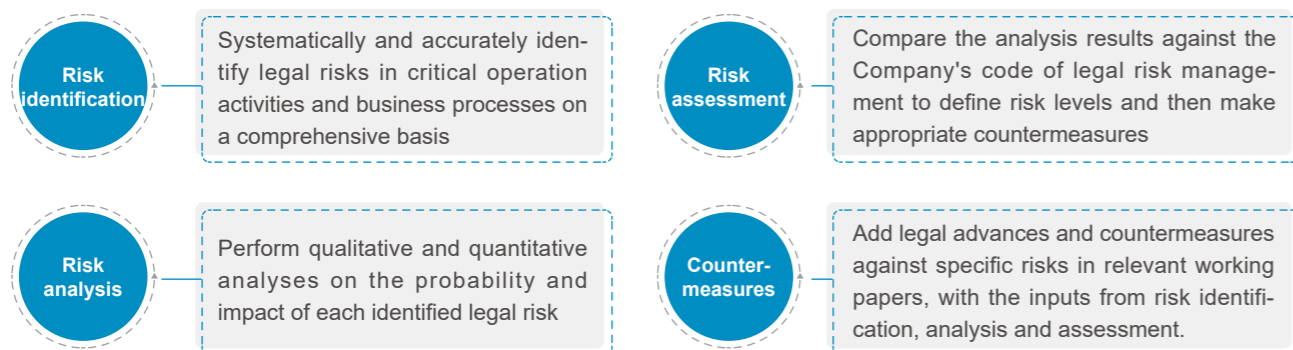 Risk
identification
Systematically and accurately iden-
tify legal risks in critical operation
activities and business processes on
a comprehensive basis
Risk
analysis
Perform qualitative and quantitative
analyses on the probability and
impact of each identified legal risk
Risk
assessment
Compare the analysis results against the
Company's code of legal risk manage-
ment to define risk levels and then make
appropriate countermeasures
Counter-
measures
Add legal advances and countermeasures
against specific risks in relevant working
papers, with the inputs from risk identifi-
cation, analysis and assessment.